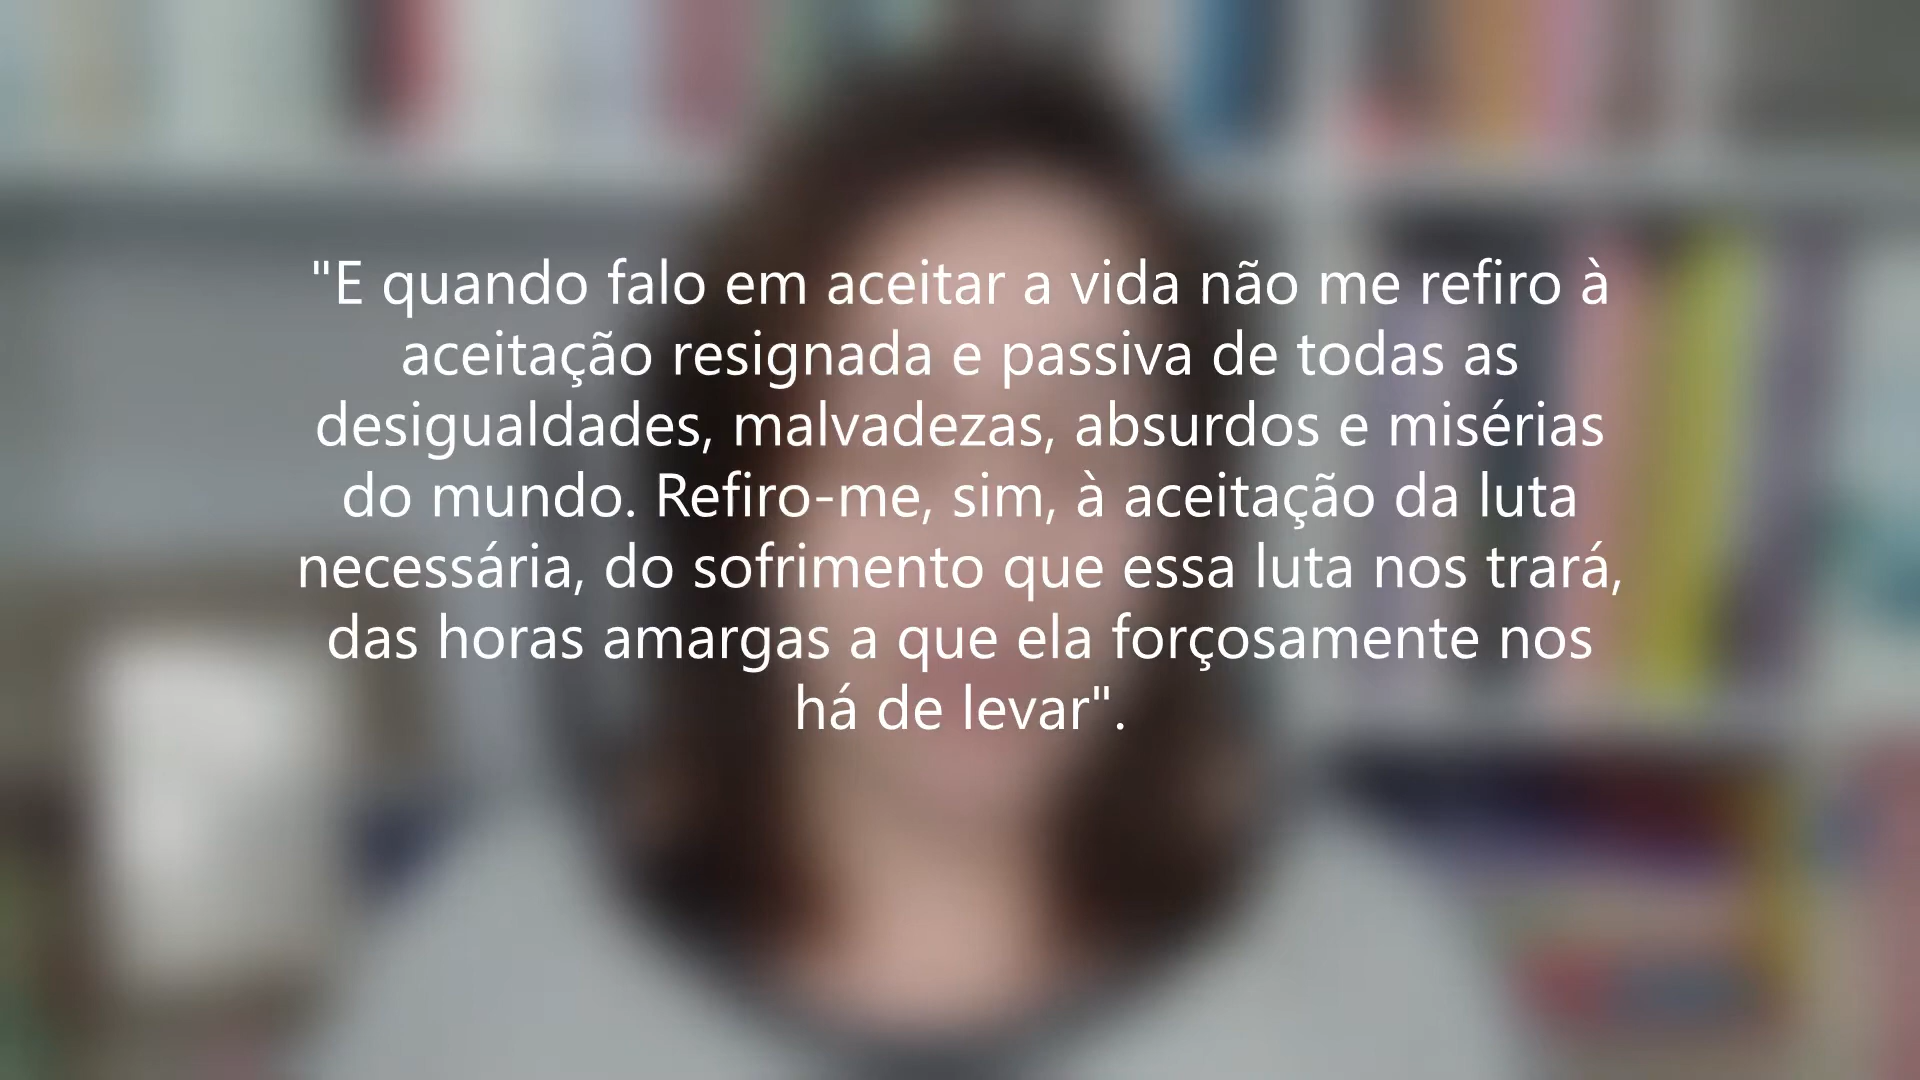 "E quando falo em aceitar a vida não me refiro à
aceitação resignada e passiva de todas as
desigualdades, malvadezas, absurdos e misérias
do mundo. Refiro-me, sim, à aceitação da luta
necessária, do sofrimento que essa luta nos trará,
das horas amargas a que ela forçosamente nos
há de levar".